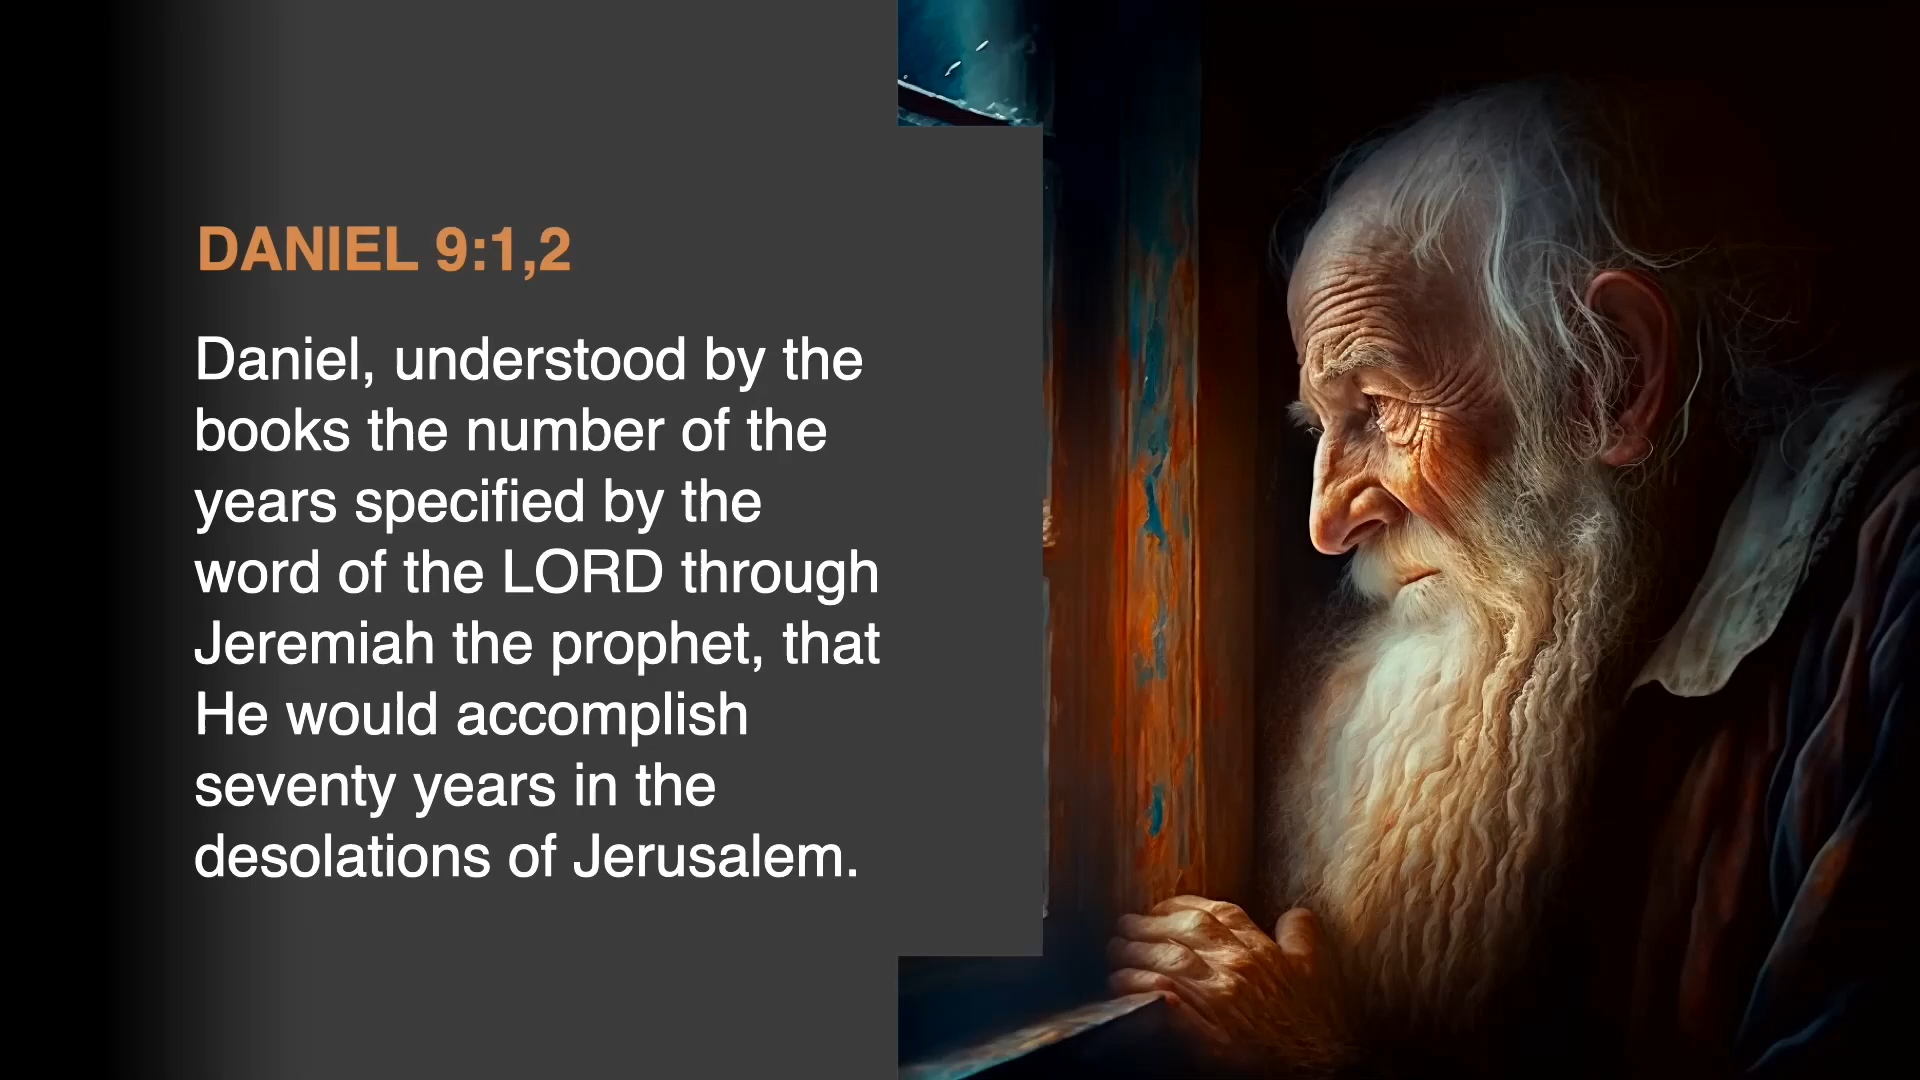 DANIEL 9:1,2
Daniel, understood by the
books the number of the
years specified by the
word of the LORD through
Jeremiah the prophet, that
He would accomplish
seventy years in the
desolations of Jerusalem.